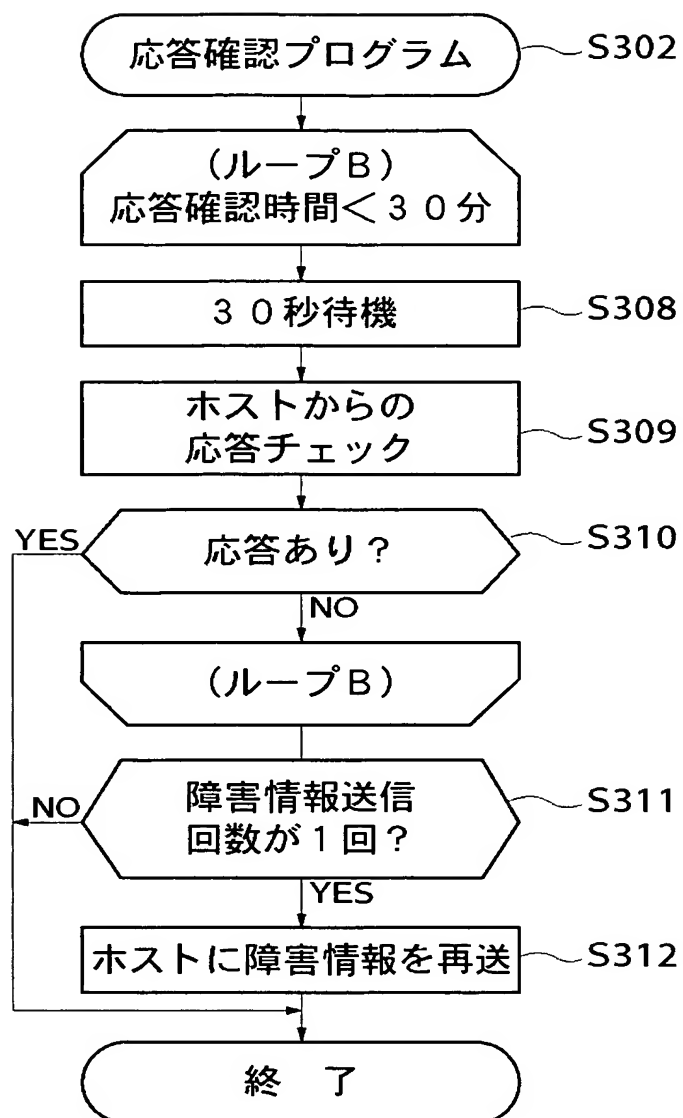 応答確認プログラム
S302
(ループB)
応答確認時間<30分
30秒待機
S308
ホストからの
応答チェック
S309
YES
応答あり?
S310
NO
(ループB)
NO
障害情報送信
回数が1回?
S311
YES
ホストに障害情報を再送
S312
終 了